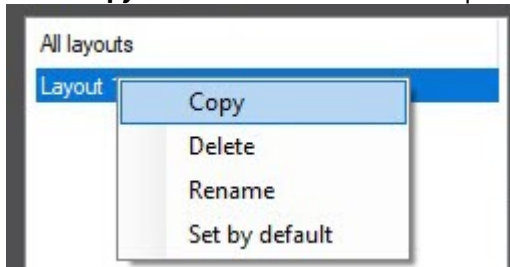 All layouts
Layout
Copy
Delete
Rename
Set by default